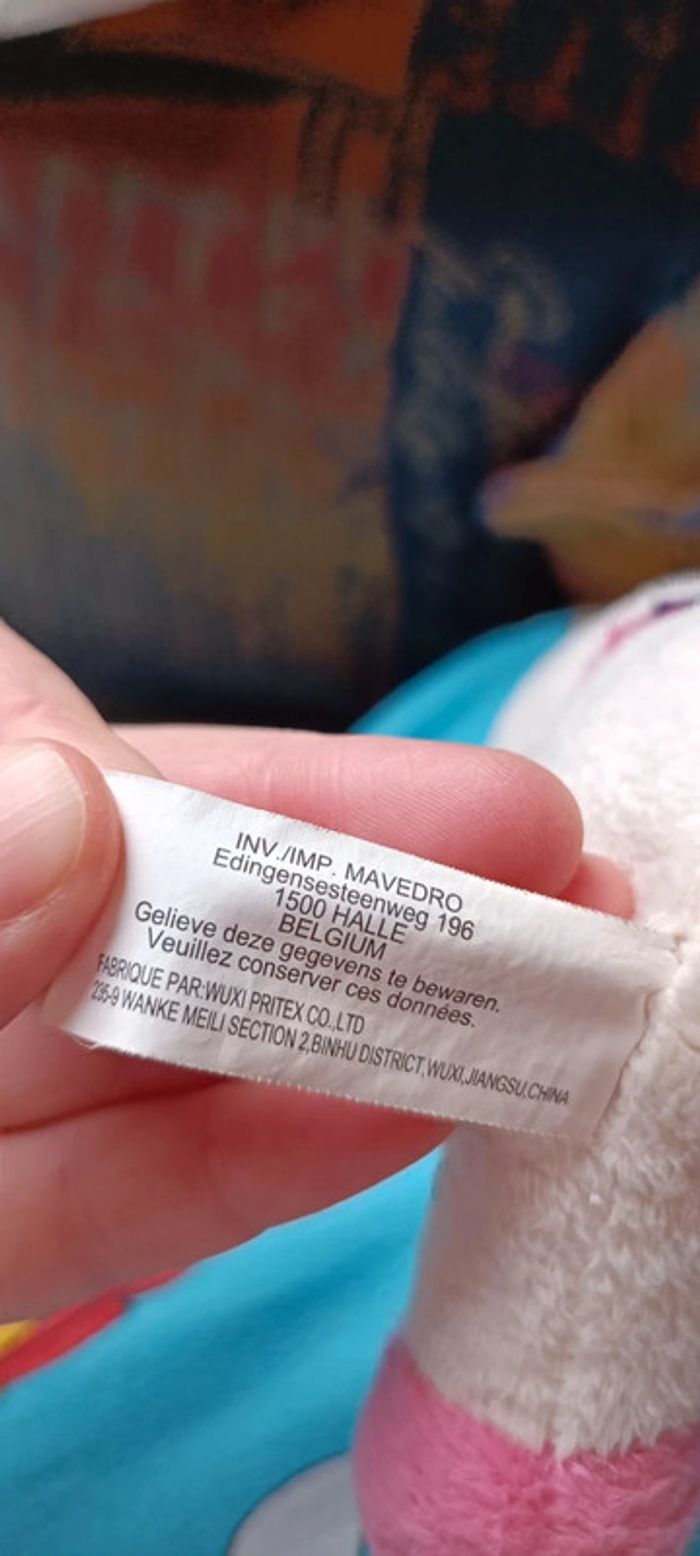 INV./IMP. MAVEDRO
Edingensesteenweg 196
1500 HALLE
BELGIUM
Gelieve deze gegevens te bewaren.
Veuillez conserver ces données.
FABRIQUE PAR:WUXI PRITEX CO.,LTD
235-9 WANKE MEILI SECTION 2,BINHU DISTRICT,WUXI,JIANGSU,CHINA